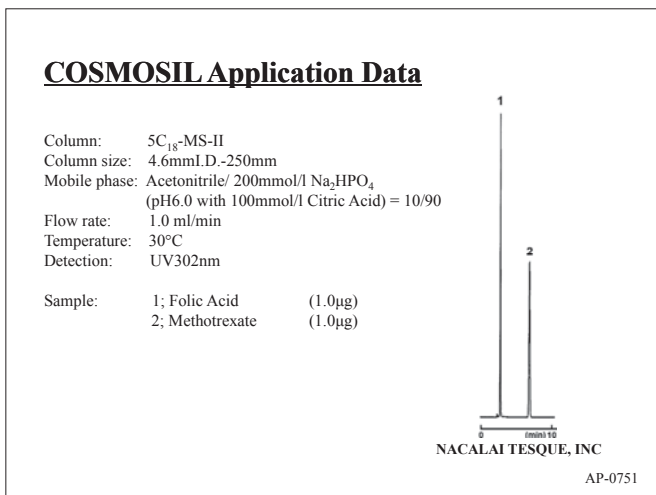 COSMOSIL Application Data
Column: 5C₁₈-MS-II
Column size: 4.6mmI.D.-250mm
Mobile phase: Acetonitrile/ 200mmol/l Na₂HPO₄
(pH6.0 with 100mmol/l Citric Acid) = 10/90
Flow rate: 1.0 ml/min
Temperature: 30°C
Detection: UV302nm
Sample: 1; Folic Acid (1.0μg)
2; Methotrexate (1.0μg)
1
2
0 (min) 10
NACALAI TESQUE, INC
AP-0751